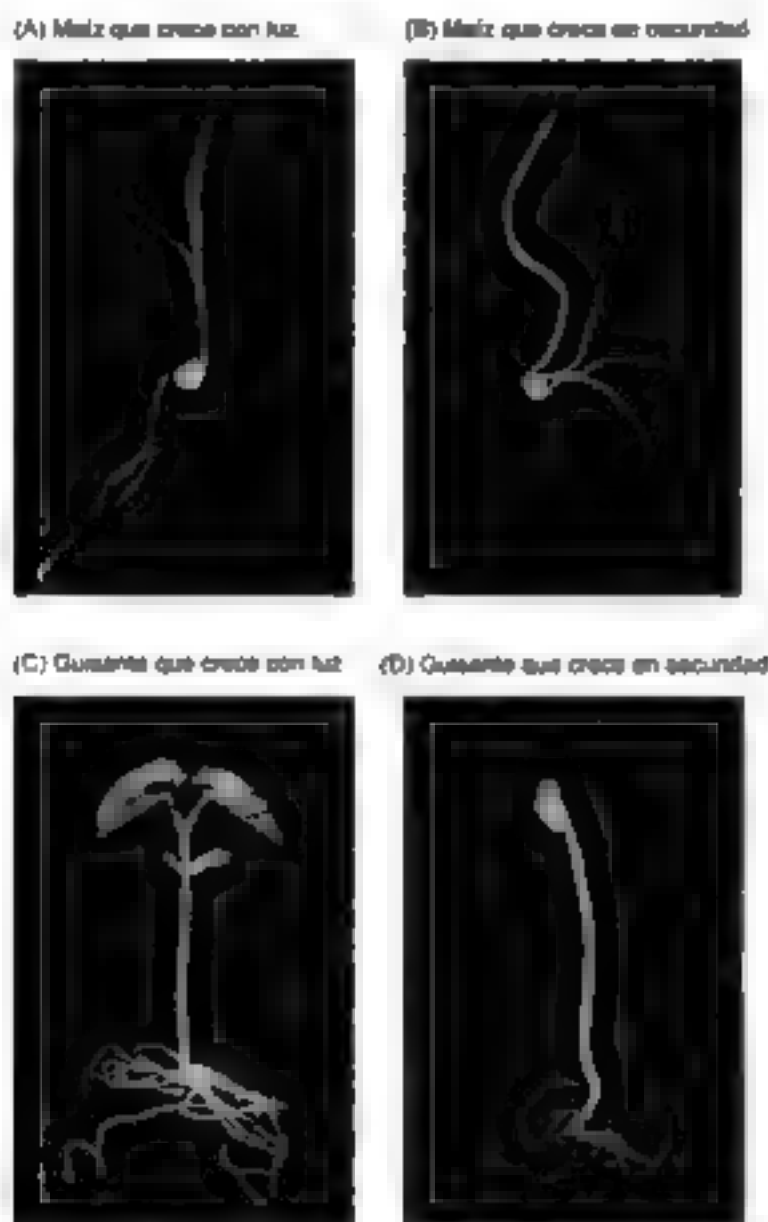 (A) Maíz que crece con luz
(B) Maíz que crece en oscuridad
(C) Guisante que crece con luz
(D) Guisante que crece en oscuridad